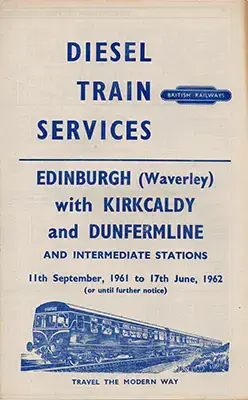 DIESEL
TRAIN
BRITISH RAILWAYS
SERVICES
EDINBURGH (Waverley)
with KIRKCALDY
and DUNFERMLINE
AND INTERMEDIATE STATIONS
11th September, 1961 to 17th June, 1962
(or until further notice)
TRAVEL THE MODERN WAY